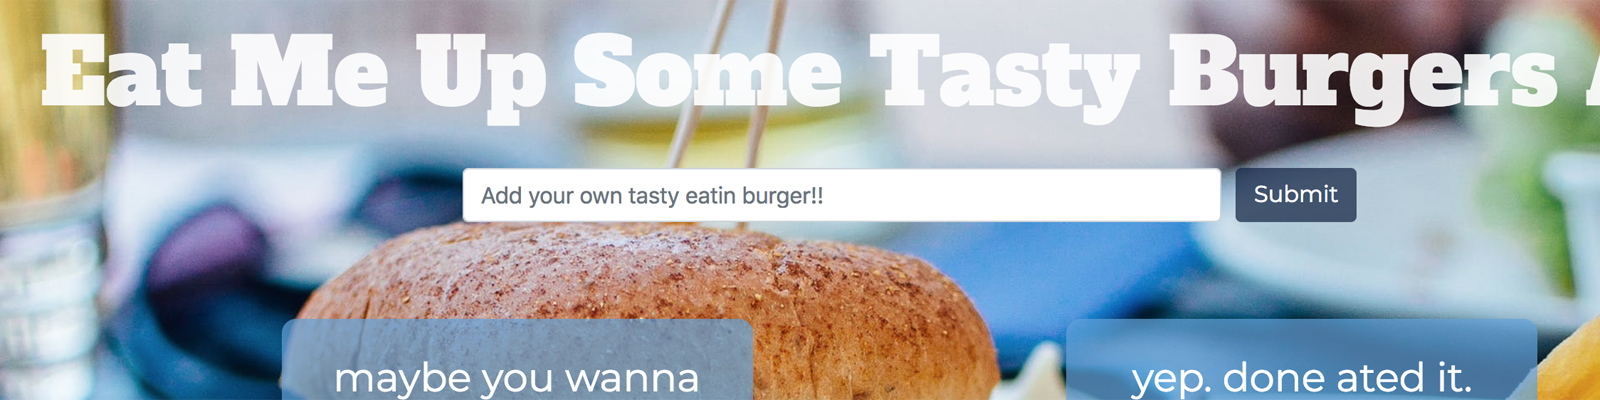 Eat Me Up Some Tasty Burgers
Add your own tasty eatin burger!!
Submit
maybe you wanna
yep. done ated it.